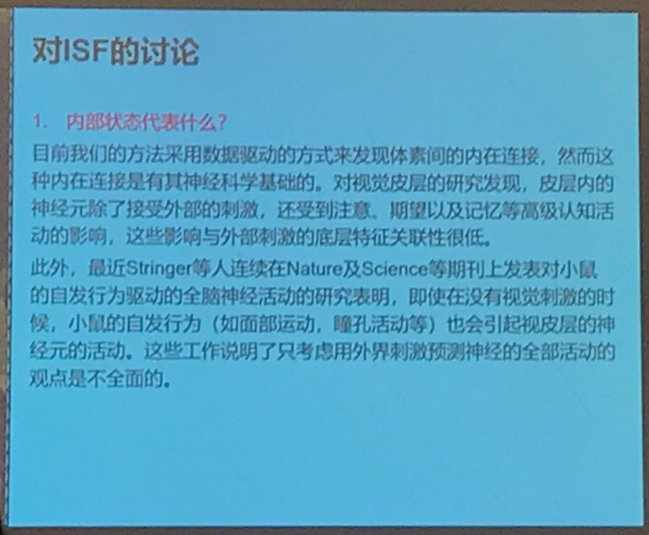 对ISF的讨论
1. 内部状态代表什么？
目前我们的方法采用数据驱动的方式来发现体素间的内在连接，然而这
种内在连接是有其神经科学基础的。对视觉皮层的研究发现，皮层内的
神经元除了接受外部的刺激，还受到注意、期望以及记忆等高级认知活
动的影响，这些影响与外部刺激的底层特征关联性很低。
此外，最近Stringer等人连续在Nature及Science等期刊上发表对小鼠
的自发行为驱动的全脑神经活动的研究表明，即使在没有视觉刺激的时
候，小鼠的自发行为（如面部运动，瞳孔活动等）也会引起视皮层的神
经元的活动。这些工作说明了只考虑用外界刺激预测神经的全部活动的
观点是不全面的。